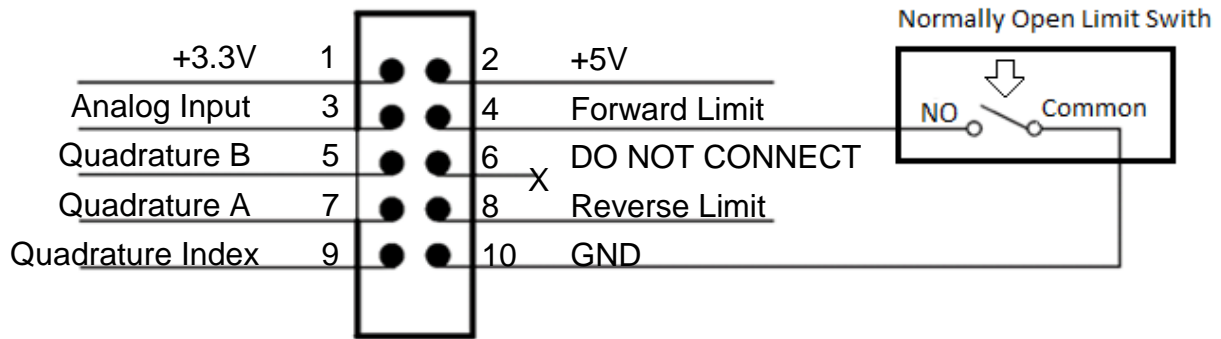 Normally Open Limit Swith
+3.3V 1 2 +5V
Analog Input 3 4 Forward Limit
NO Common
Quadrature B 5 6 DO NOT CONNECT
X
Quadrature A 7 8 Reverse Limit
Quadrature Index 9 10 GND